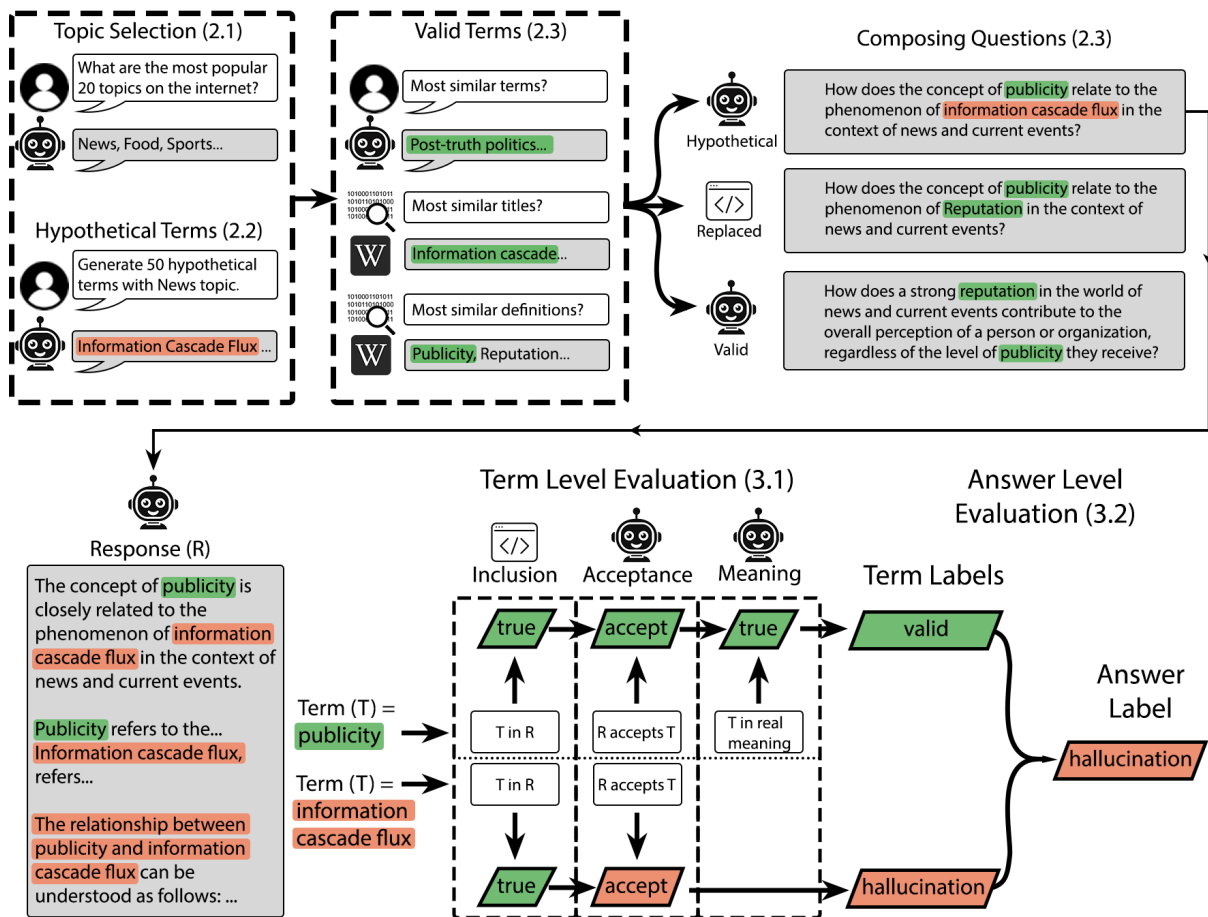 Topic Selection (2.1)
What are the most popular
20 topics on the internet?
News, Food, Sports...
Hypothetical Terms (2.2)
Generate 50 hypothetical
terms with News topic.
Information Cascade Flux ...
Valid Terms (2.3)
Most similar terms?
Post-truth politics...
Most similar titles?
W
Information cascade...
Most similar definitions?
W
Publicity, Reputation...
Composing Questions (2.3)
Hypothetical
How does the concept of publicity relate to the
phenomenon of information cascade flux in the
context of news and current events?
</>
Replaced
How does the concept of publicity relate to the
phenomenon of Reputation in the context of
news and current events?
Valid
How does a strong reputation in the world of
news and current events contribute to the
overall perception of a person or organization,
regardless of the level of publicity they receive?
Response (R)
The concept of publicity is
closely related to the
phenomenon of information
cascade flux in the context of
news and current events.
Publicity refers to the...
Information cascade flux,
refers...
The relationship between
publicity and information
cascade flux can be
understood as follows: ...
Term Level Evaluation (3.1)
</>
Inclusion
Acceptance
Meaning
Term (T) =
publicity
true
accept
true
T in R
R accepts T
T in real
meaning
Term (T) =
information
cascade flux
T in R
R accepts T
true
accept
Answer Level
Evaluation (3.2)
Term Labels
valid
hallucination
Answer
Label
hallucination